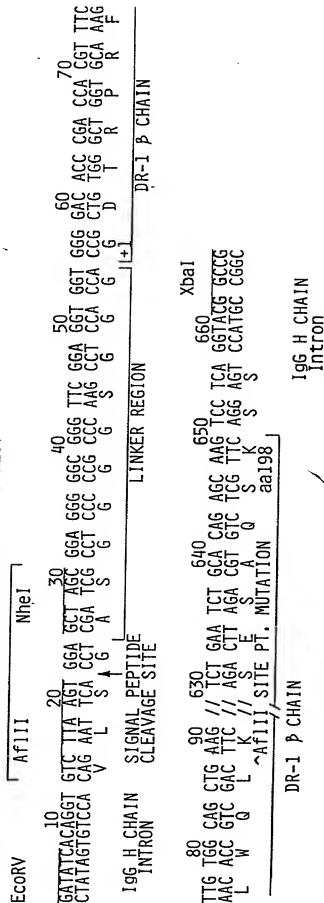 EcoRV AflII NheI
10 20 30 40 50 60 70
GATATCACAGGT GTC TTA AGT GGA GCT AGC GGA GGG GGC GGG TTC GGA GGT GGT GGG GAC ACC CGA CCA CGT TTC
CTATAGTGTCCA CAG AAT TCA CCT CGA TCG CCT CCC CCG CCC AAG CCT CCA CCA CCG CTG TGG GCT GGT GCA AAG
V L S G A S G G G G S G G G G D T R P R F
+1
IgG H CHAIN
INTRON
SIGNAL PEPTIDE
CLEAVAGE SITE
LINKER REGION
DR-1 β CHAIN
XbaI
80 90 630 640 650 660
TTG TGG CAG CTG AAG // TCT GAA TCT GCA CAG AGC AAG TCC TCA GGTACG GCCG
AAC ACC GTC GAC TTC // AGA CTT AGA CGT GTC TCG TTC AGG AGT CCATGC CGGC
L W Q L K // S E S A Q S K S S
^AflII SITE PT. MUTATION aa198
DR-1 β CHAIN
IgG H CHAIN
Intron